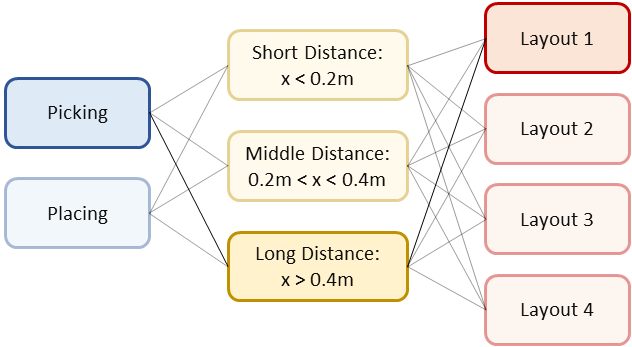 Picking
Placing
Short Distance:
x < 0.2m
Middle Distance:
0.2m < x < 0.4m
Long Distance:
x > 0.4m
Layout 1
Layout 2
Layout 3
Layout 4